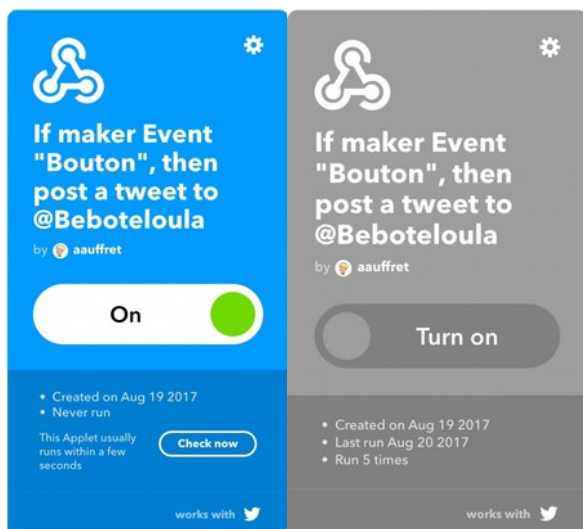 If maker Event
"Bouton", then
post a tweet to
@Beboteloula
by aauffret
On
• Created on Aug 19 2017
• Never run
This Applet usually
runs within a few
seconds
Check now
works with
If maker Event
"Bouton", then
post a tweet to
@Beboteloula
by aauffret
Turn on
• Created on Aug 19 2017
• Last run Aug 20 2017
• Run 5 times
works with